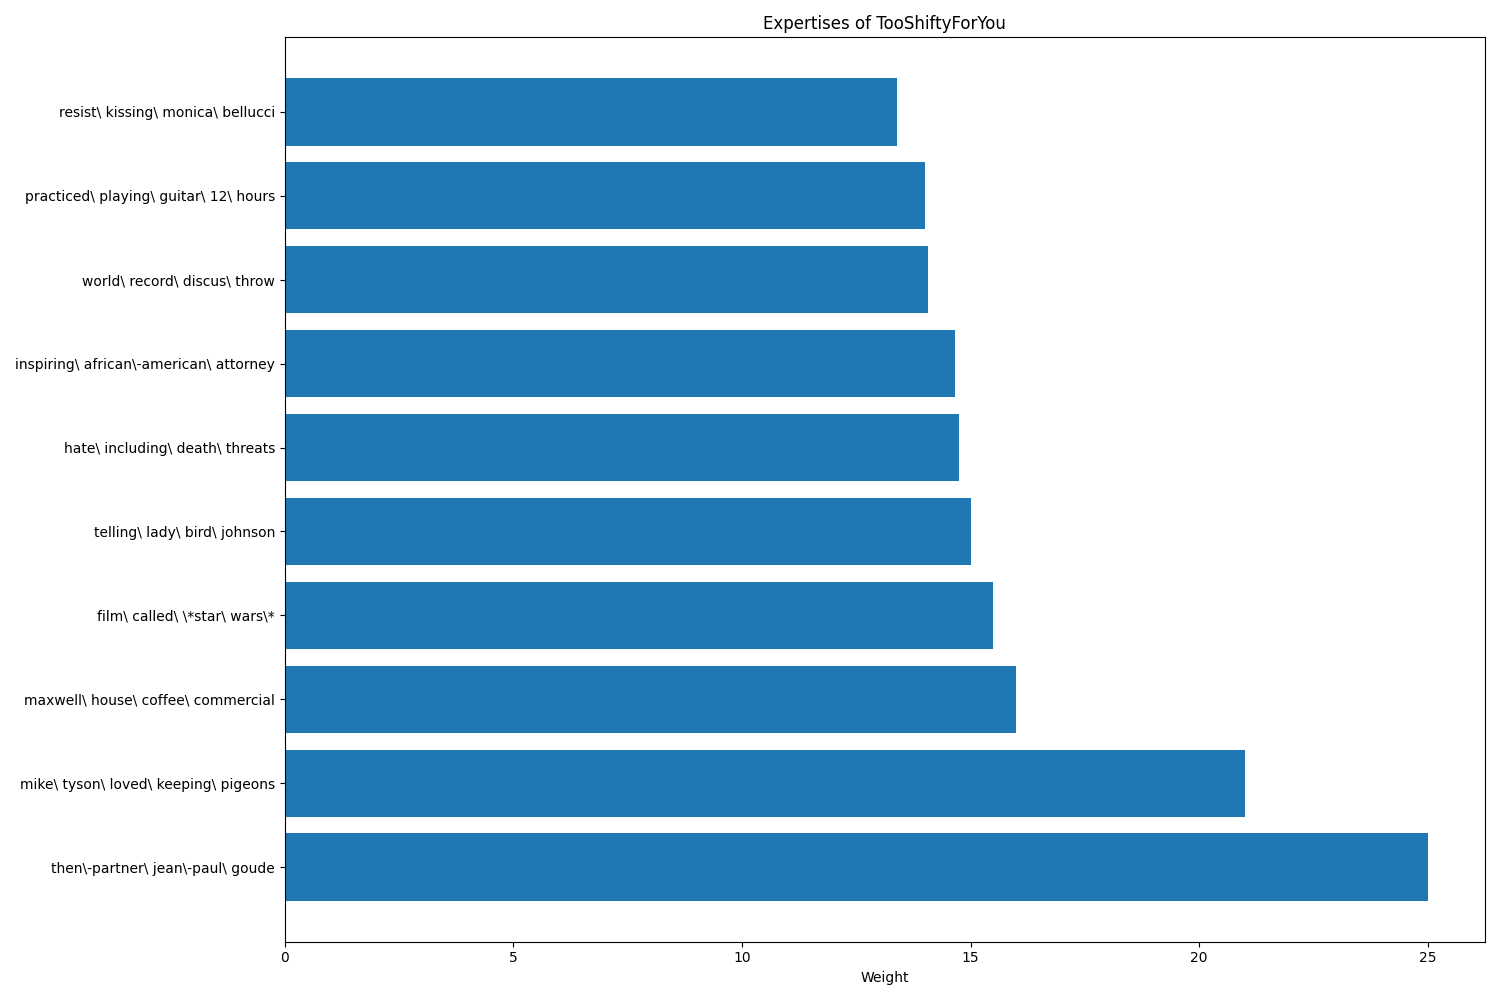 Expertises of TooShiftyForYou
resist\ kissing\ monica\ bellucci
practiced\ playing\ guitar\ 12\ hours
world\ record\ discus\ throw
inspiring\ african\-american\ attorney
hate\ including\ death\ threats
telling\ lady\ bird\ johnson
film\ called\ \*star\ wars\*
maxwell\ house\ coffee\ commercial
mike\ tyson\ loved\ keeping\ pigeons
then\-partner\ jean\-paul\ goude
0 5 10 15 20 25
Weight